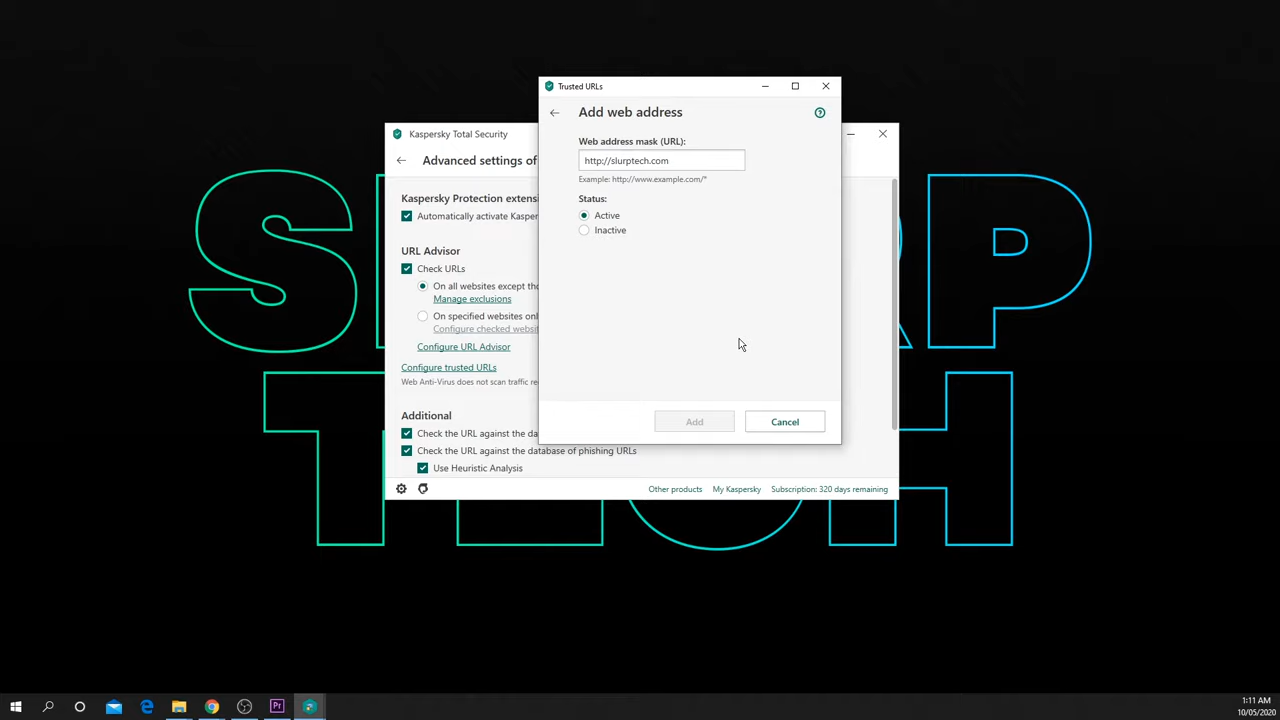 SLURP
TECH
Trusted URLs
Add web address
Web address mask (URL):
http://slurptech.com
Example: http://www.example.com/*
Status:
Active
Inactive
Add
Cancel
Kaspersky Total Security
Advanced settings of
Kaspersky Protection extensi
Automatically activate Kasper
URL Advisor
Check URLs
On all websites except tho
Manage exclusions
On specified websites onl
Configure checked websit
Configure URL Advisor
Configure trusted URLs
Web Anti-Virus does not scan traffic re
Additional
Check the URL against the da
Check the URL against the database of phishing URLs
Use Heuristic Analysis
Other products
My Kaspersky
Subscription: 320 days remaining
Pr
1:11 AM
10/05/2020